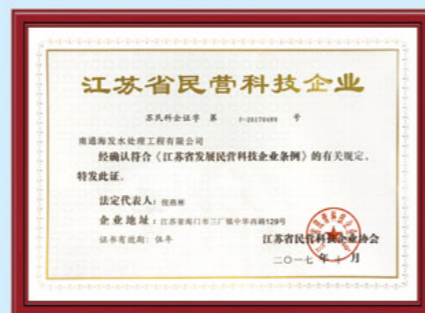 江苏省民营科技企业
苏民科企证字 第 F-20170488 号
南通海发水处理工程有限公司
经确认符合《江苏省发展民营科技企业条例》的有关规定，
特发此证。
法定代表人：倪
企业地址：江苏省海门市三厂镇中华西路129号
证书有效期：伍年
江苏省民营科技企业协会
二〇一七年 月